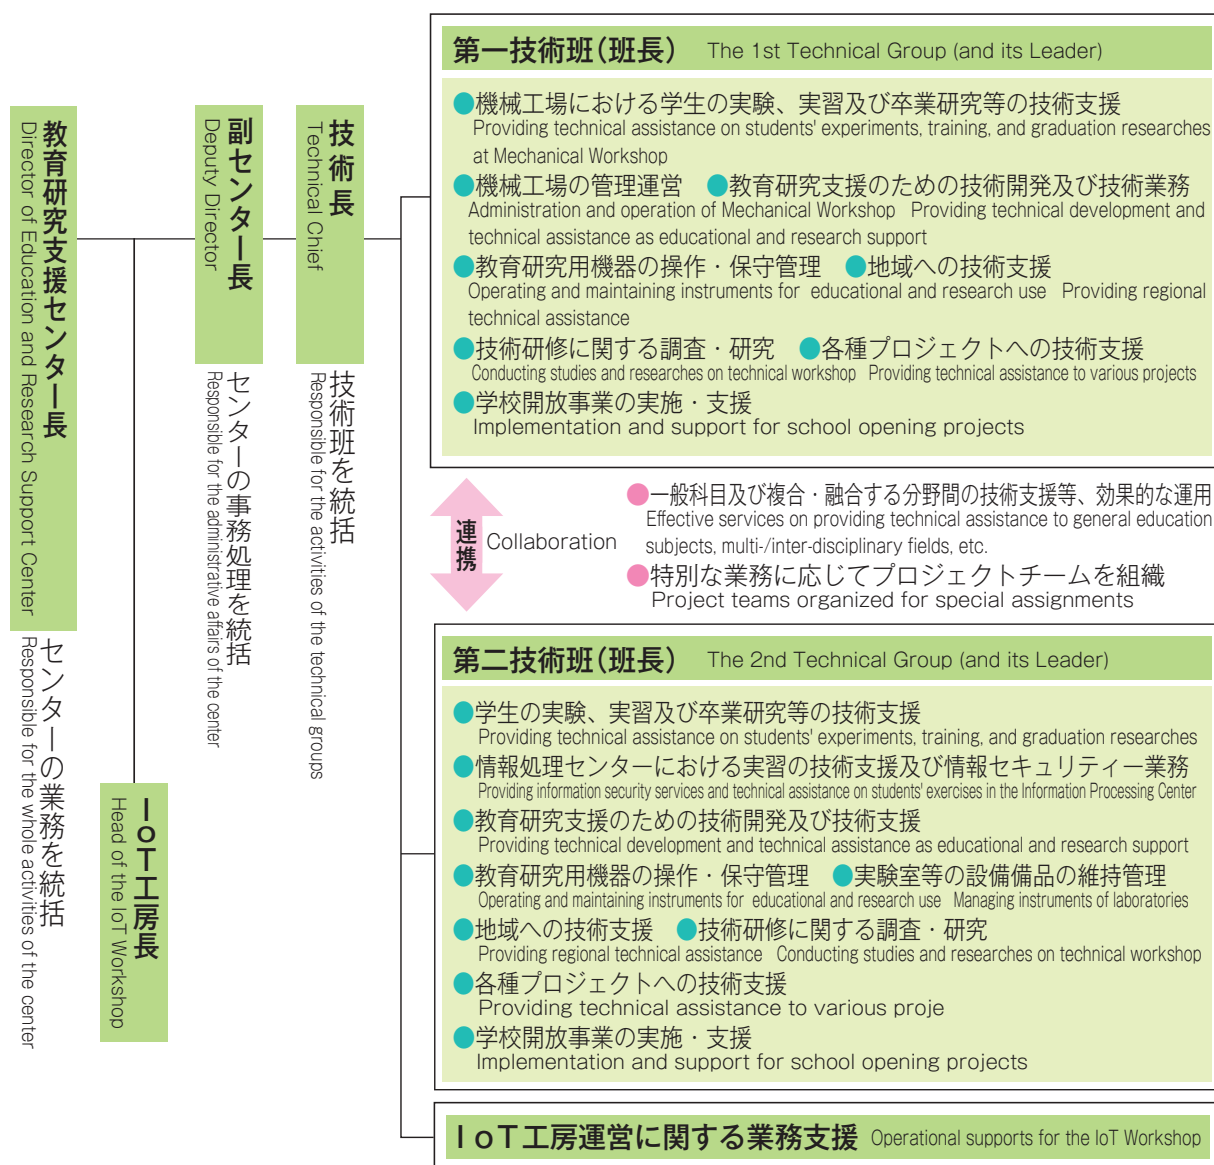 教育研究支援センター長
Director of Education and Research Support Center
センターの業務を統括
Responsible for the whole activities of the center
IoT工房長
Head of the IoT Workshop
副センター長
Deputy Director
センターの事務処理を統括
Responsible for the administrative affairs of the center
技術長
Technical Chief
技術班を統括
Responsible for the activities of the technical groups
第一技術班(班長) The 1st Technical Group (and its Leader)
●機械工場における学生の実験、実習及び卒業研究等の技術支援
Providing technical assistance on students' experiments, training, and graduation researches
at Mechanical Workshop
●機械工場の管理運営 ●教育研究支援のための技術開発及び技術業務
Administration and operation of Mechanical Workshop Providing technical development and
technical assistance as educational and research support
●教育研究用機器の操作・保守管理 ●地域への技術支援
Operating and maintaining instruments for educational and research use Providing regional
technical assistance
●技術研修に関する調査・研究 ●各種プロジェクトへの技術支援
Conducting studies and researches on technical workshop Providing technical assistance to various projects
●学校開放事業の実施・支援
Implementation and support for school opening projects
連携 Collaboration
●一般科目及び複合・融合する分野間の技術支援等、効果的な運用
Effective services on providing technical assistance to general education
subjects, multi-/inter-disciplinary fields, etc.
●特別な業務に応じてプロジェクトチームを組織
Project teams organized for special assignments
第二技術班(班長) The 2nd Technical Group (and its Leader)
●学生の実験、実習及び卒業研究等の技術支援
Providing technical assistance on students' experiments, training, and graduation researches
●情報処理センターにおける実習の技術支援及び情報セキュリティー業務
Providing information security services and technical assistance on students' exercises in the Information Processing Center
●教育研究支援のための技術開発及び技術支援
Providing technical development and technical assistance as educational and research support
●教育研究用機器の操作・保守管理 ●実験室等の設備備品の維持管理
Operating and maintaining instruments for educational and research use Managing instruments of laboratories
●地域への技術支援 ●技術研修に関する調査・研究
Providing regional technical assistance Conducting studies and researches on technical workshop
●各種プロジェクトへの技術支援
Providing technical assistance to various proje
●学校開放事業の実施・支援
Implementation and support for school opening projects
IoT工房運営に関する業務支援 Operational supports for the IoT Workshop